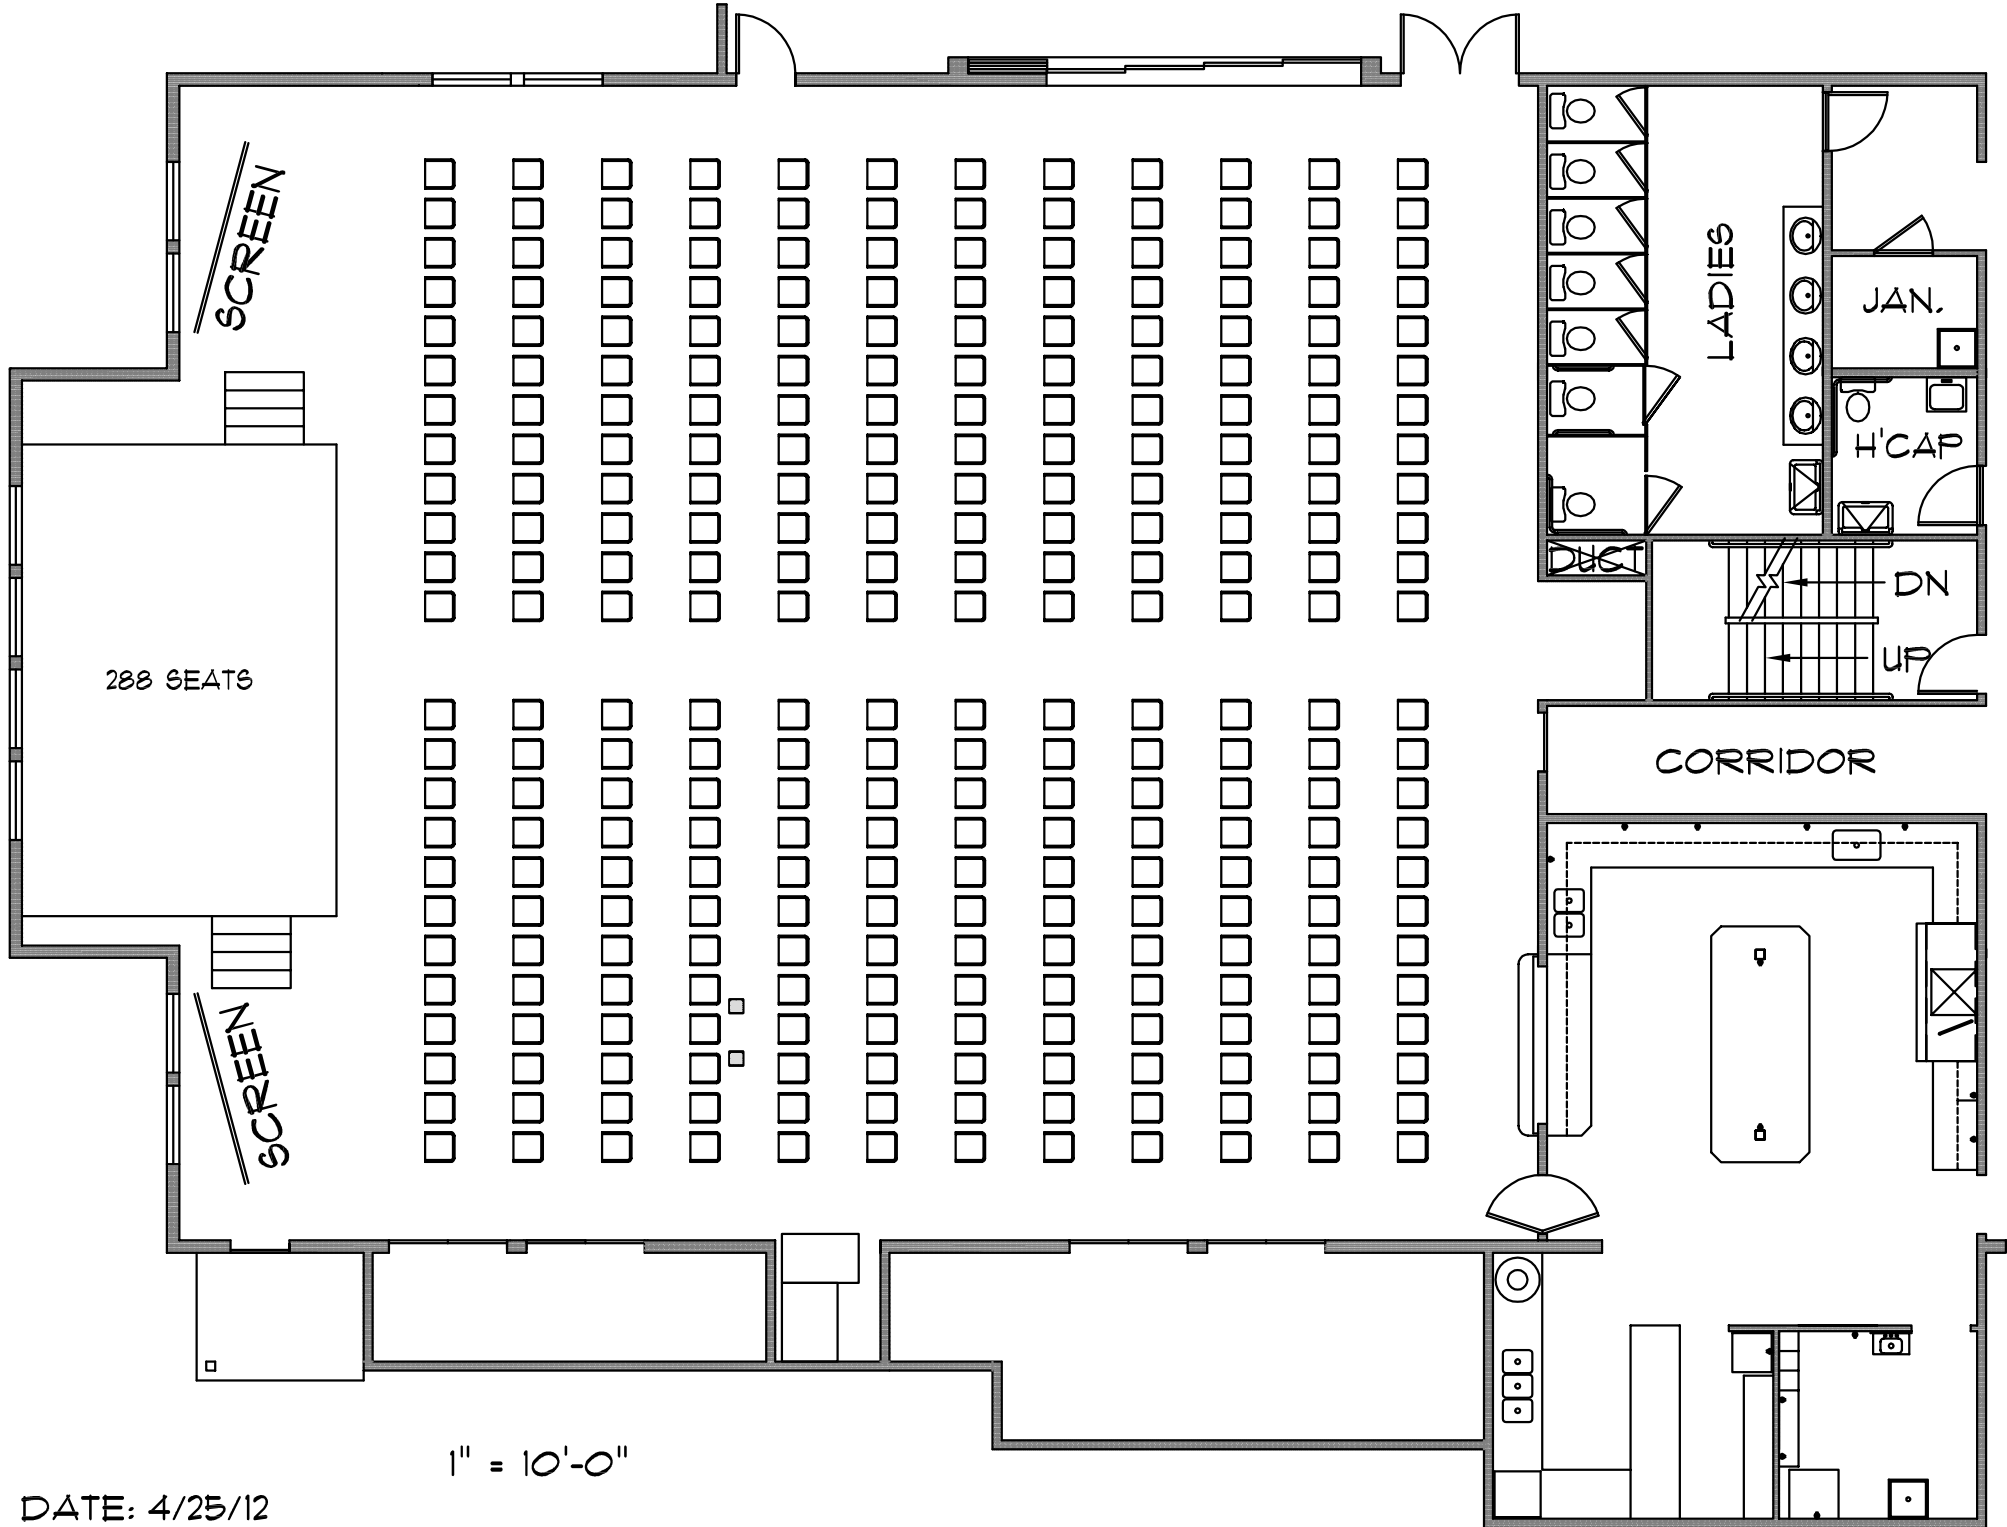 SCREEN
LADIES
JAN.
H'CAP
DUCT
DN
UP
288 SEATS
CORRIDOR
SCREEN
1" = 10'-0"
DATE: 4/25/12